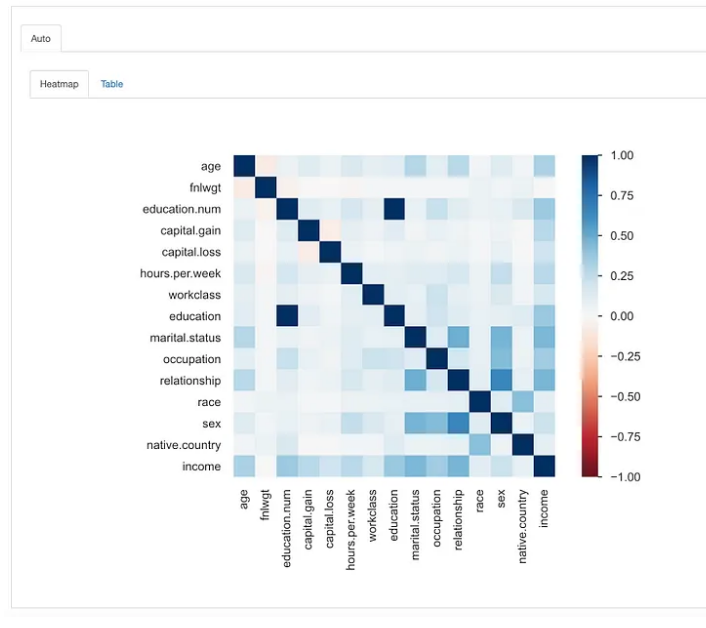 Auto
Heatmap Table
age
fnlwgt
education.num
capital.gain
capital.loss
hours.per.week
workclass
education
marital.status
occupation
relationship
race
sex
native.country
income
1.00
0.75
0.50
0.25
0.00
−0.25
−0.50
−0.75
−1.00
age
fnlwgt
education.num
capital.gain
capital.loss
hours.per.week
workclass
education
marital.status
occupation
relationship
race
sex
native.country
income